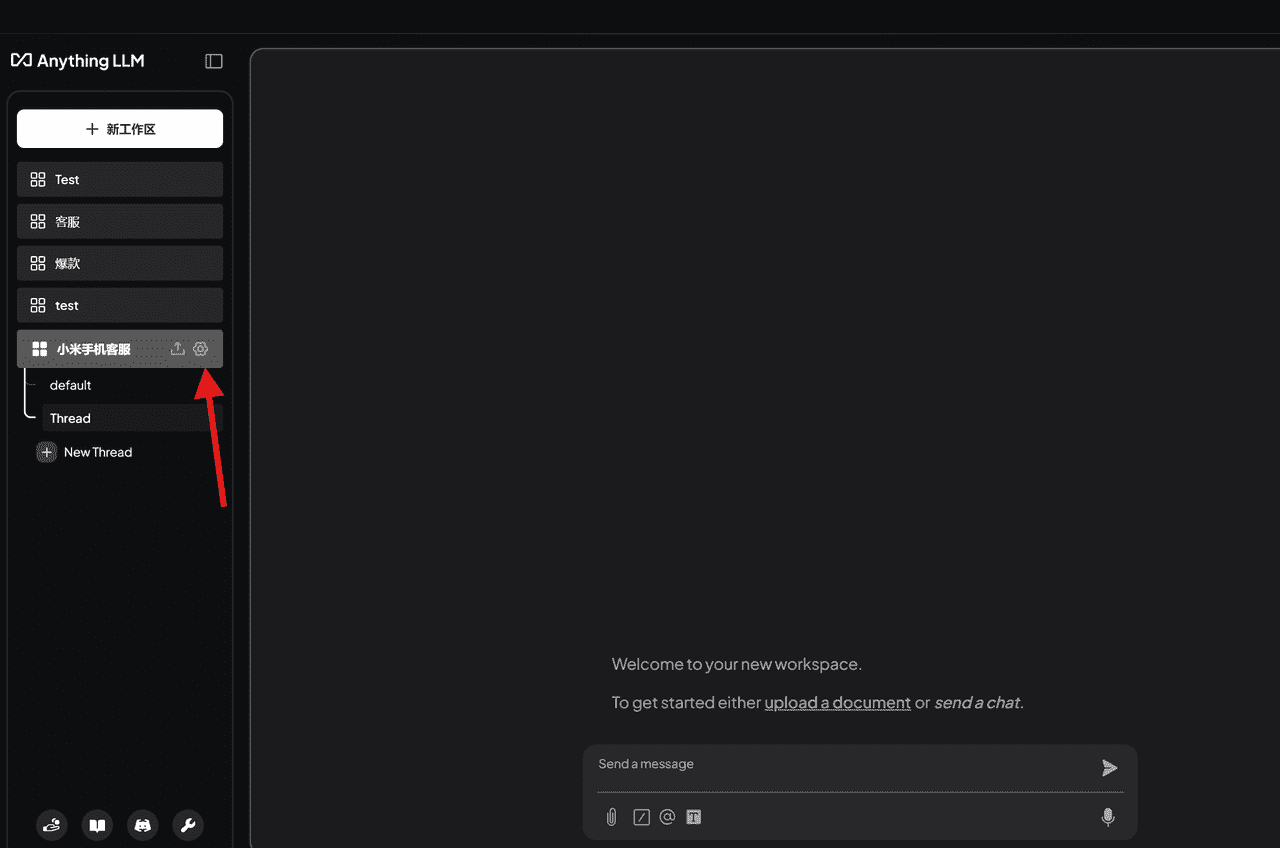 Anything LLM
新工作区
Test
客服
爆款
test
小米手机客服
default
Thread
New Thread
Welcome to your new workspace.
To get started either upload a document or send a chat.
Send a message